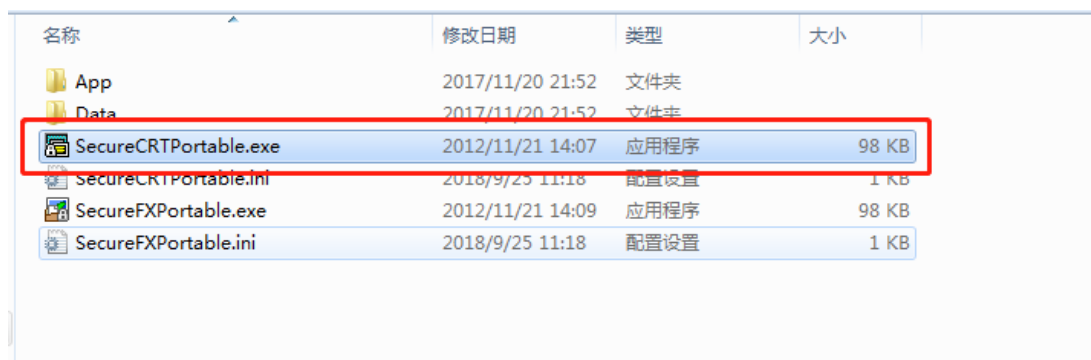 名称 修改日期 类型 大小
App 2017/11/20 21:52 文件夹
Data 2017/11/20 21:52 文件夹
SecureCRTPortable.exe 2012/11/21 14:07 应用程序 98 KB
SecureCRTPortable.ini 2018/9/25 11:18 配置设置 1 KB
SecureFXPortable.exe 2012/11/21 14:09 应用程序 98 KB
SecureFXPortable.ini 2018/9/25 11:18 配置设置 1 KB